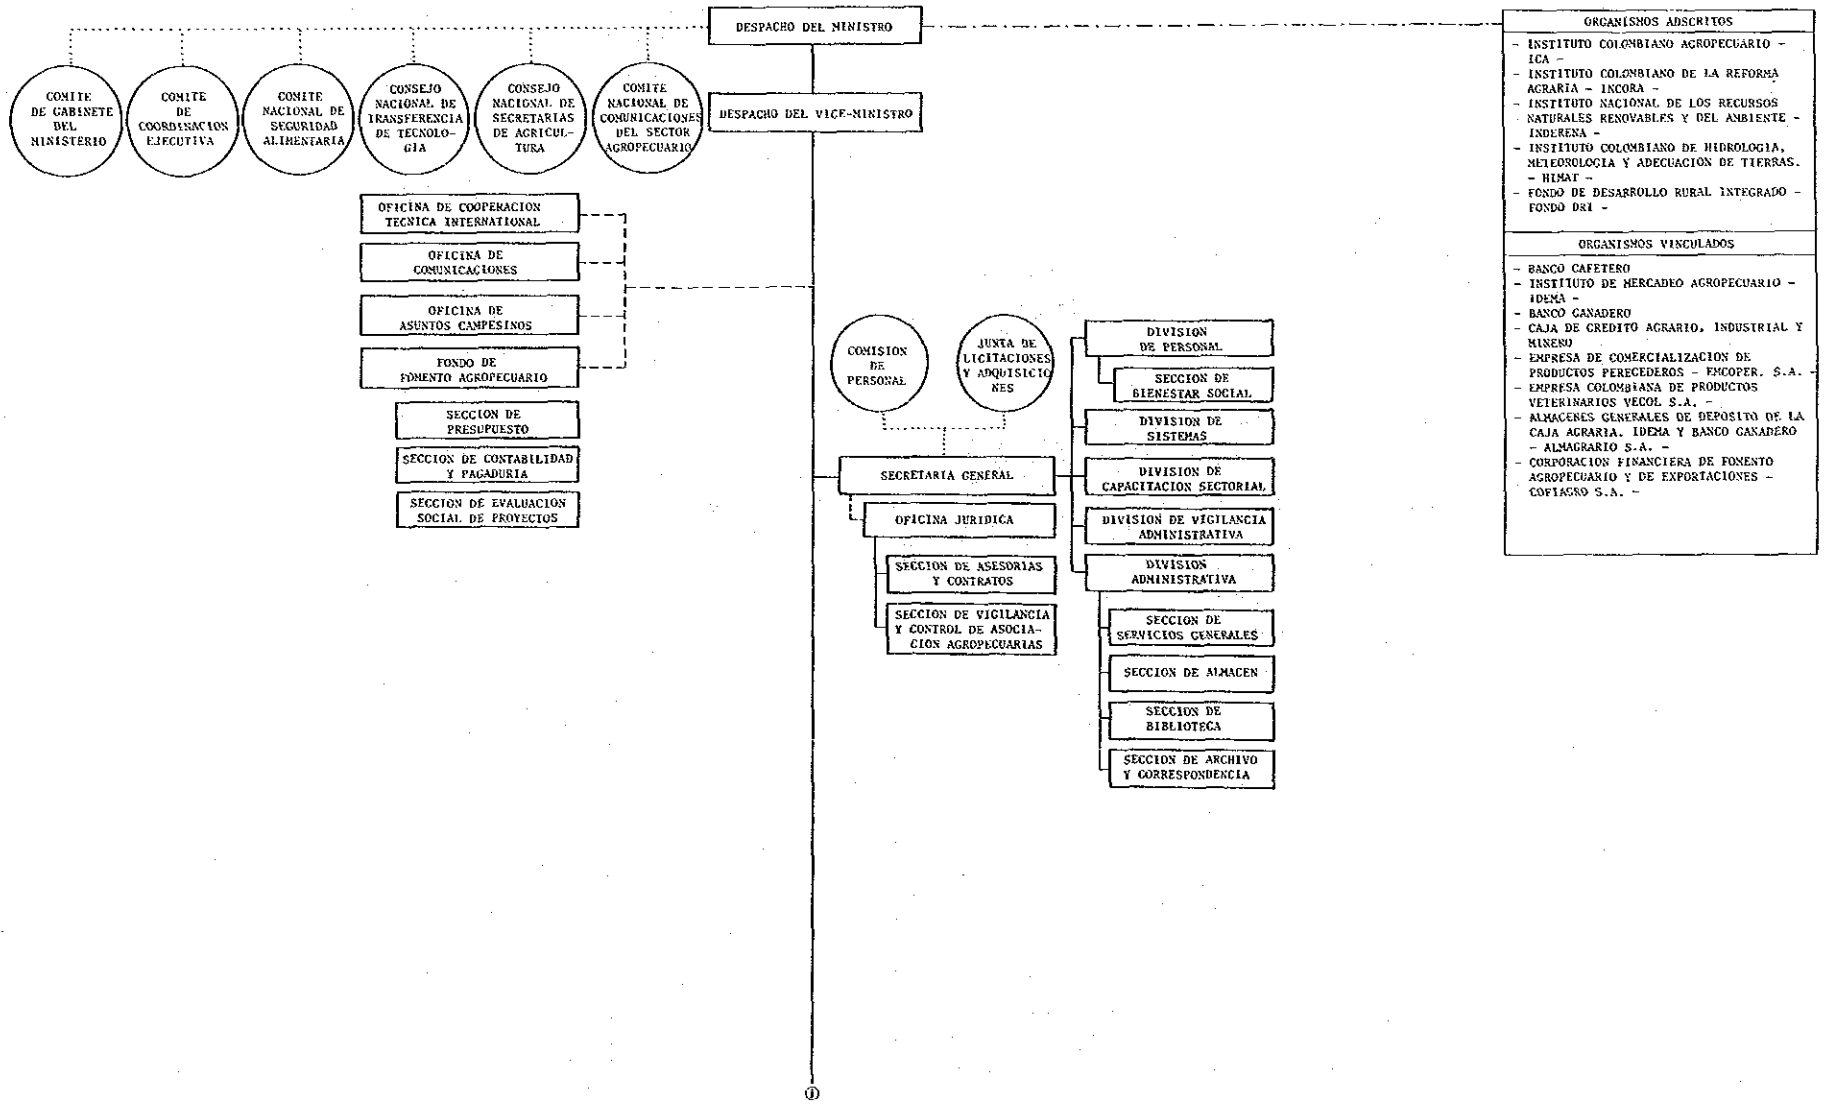 DESPACHO DEL MINISTRO
COMITE
DE GABINETE
DEL
MINISTERIO
COMITE
DE
COORDINACION
EJECUTIVA
COMITE
NACIONAL DE
SEGURIDAD
ALIMENTARIA
CONSEJO
NACIONAL DE
TRANSFERENCIA
DE TECNOLO-
GIA
CONSEJO
NACIONAL DE
SECRETARIAS
DE AGRICUL-
TURA
COMITE
NACIONAL DE
COMUNICACIONES
DEL SECTOR
AGROPECUARIO
DESPACHO DEL VICE-MINISTRO
OFICINA DE COOPERACION
TECNICA INTERNATIONAL
OFICINA DE
COMUNICACIONES
OFICINA DE
ASUNTOS CAMPESINOS
FONDO DE
FOMENTO AGROPECUARIO
SECCION DE
PRESUPUESTO
SECCION DE CONTABILIDAD
Y PAGADURIA
SECCION DE EVALUACION
SOCIAL DE PROYECTOS
COMISION
DE
PERSONAL
JUNTA DE
LICITACIONES
Y ADQUISICIO
NES
SECRETARIA GENERAL
OFICINA JURIDICA
SECCION DE ASESORIAS
Y CONTRATOS
SECCION DE VIGILANCIA
Y CONTROL DE ASOCIA-
CION AGROPECUARIAS
DIVISION
DE PERSONAL
SECCION DE
BIENESTAR SOCIAL
DIVISION DE
SISTEMAS
DIVISION DE
CAPACITACION SECTORIAL
DIVISION DE VIGILANCIA
ADMINISTRATIVA
DIVISION
ADMINISTRATIVA
SECCION DE
SERVICIOS GENERALES
SECCION DE ALMACEN
SECCION DE
BIBLIOTECA
SECCION DE ARCHIVO
Y CORRESPONDENCIA
ORGANISMOS ADSCRITOS
- INSTITUTO COLOMBIANO AGROPECUARIO -
ICA -
- INSTITUTO COLOMBIANO DE LA REFORMA
AGRARIA - INCORA -
- INSTITUTO NACIONAL DE LOS RECURSOS
NATURALES RENOVABLES Y DEL AMBIENTE -
INDERENA -
- INSTITUTO COLOMBIANO DE HIDROLOGIA,
METEOROLOGIA Y ADECUACION DE TIERRAS.
- HIMAT -
- FONDO DE DESARROLLO RURAL INTEGRADO -
FONDO DRI -
ORGANISMOS VINCULADOS
- BANCO CAFETERO
- INSTITUTO DE MERCADEO AGROPECUARIO -
IDEMA -
- BANCO GANADERO
- CAJA DE CREDITO AGRARIO, INDUSTRIAL Y
MINERO
- EMPRESA DE COMERCIALIZACION DE
PRODUCTOS PERECEDEROS - EMCOPER. S.A. -
- EMPRESA COLOMBIANA DE PRODUCTOS
VETERINARIOS VECOL S.A. -
- ALMACENES GENERALES DE DEPOSITO DE LA
CAJA AGRARIA. IDEMA Y BANCO GANADERO
- ALMAGRARIO S.A. -
- CORPORACION FINANCIERA DE FOMENTO
AGROPECUARIO Y DE EXPORTACIONES -
COFIAGRO S.A. -